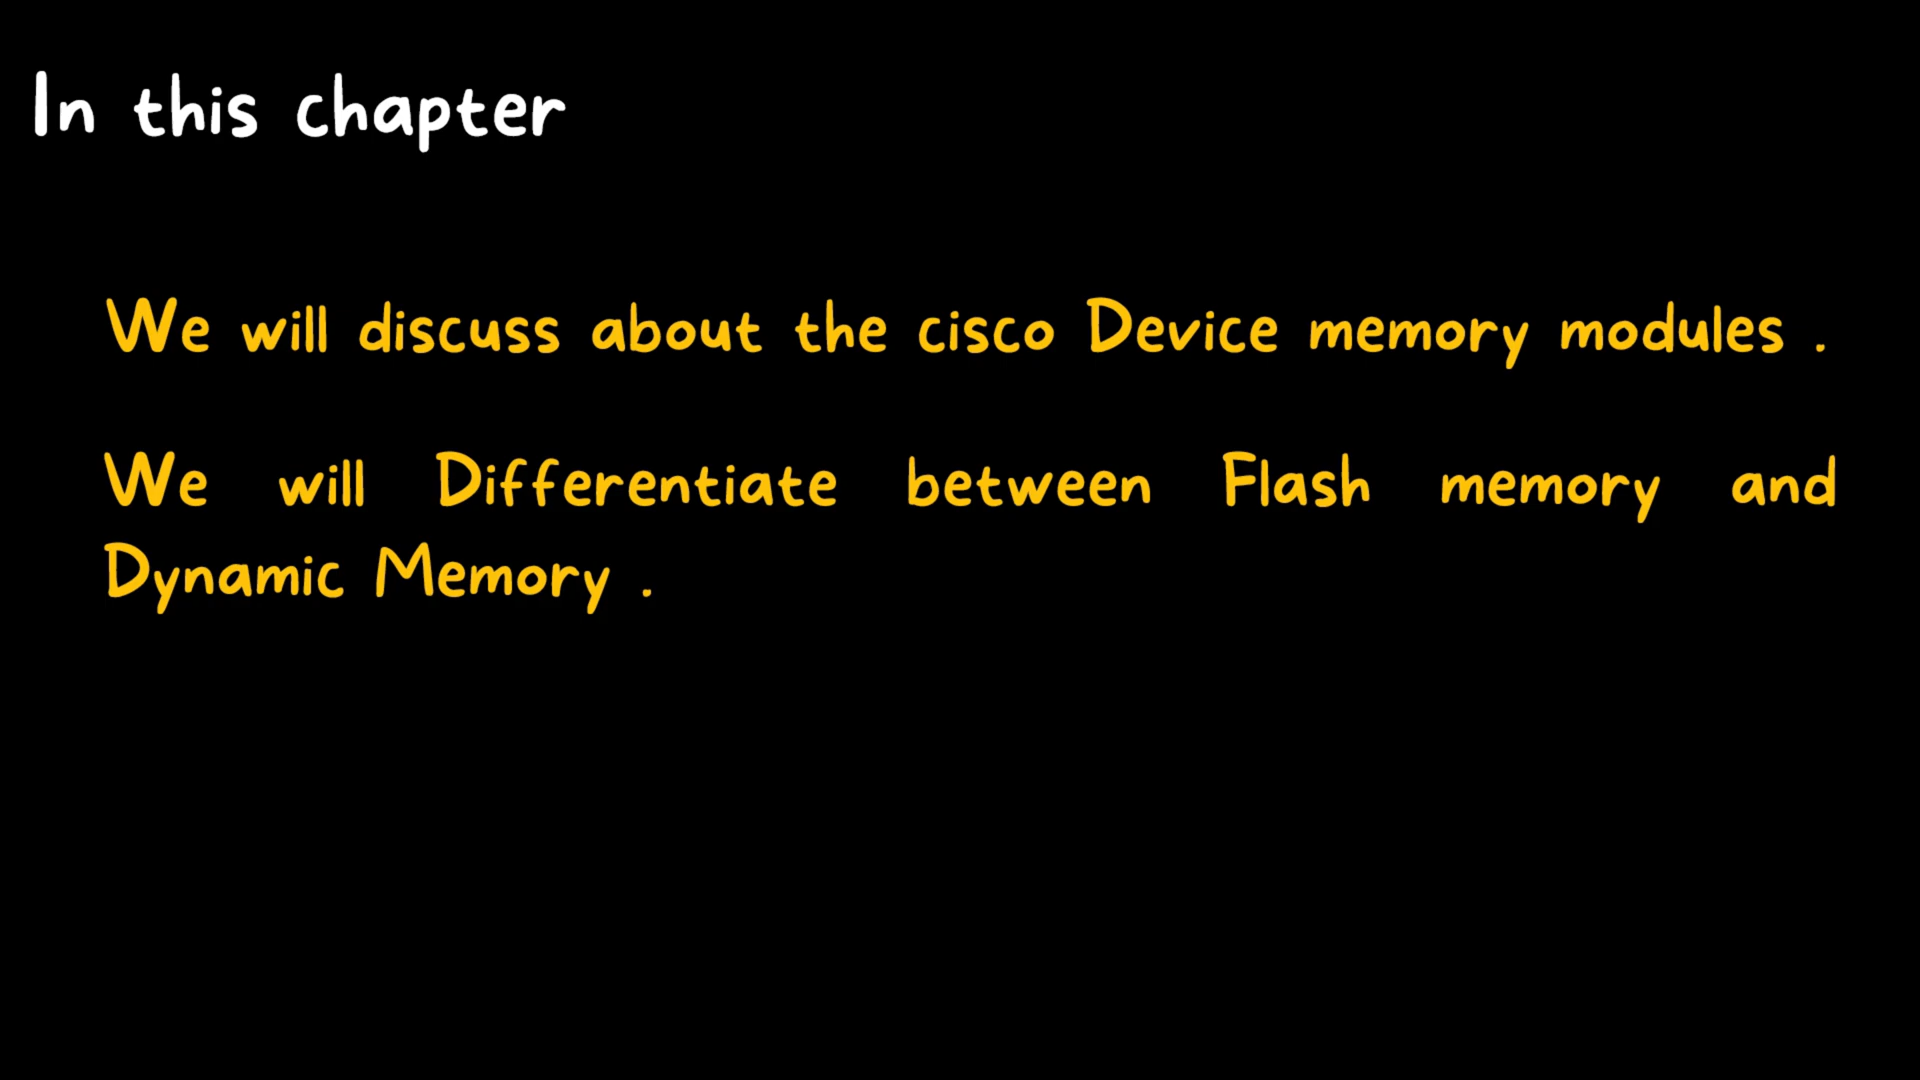 In this chapter
We will discuss about the cisco Device memory modules .
We will Differentiate between Flash memory and
Dynamic Memory .